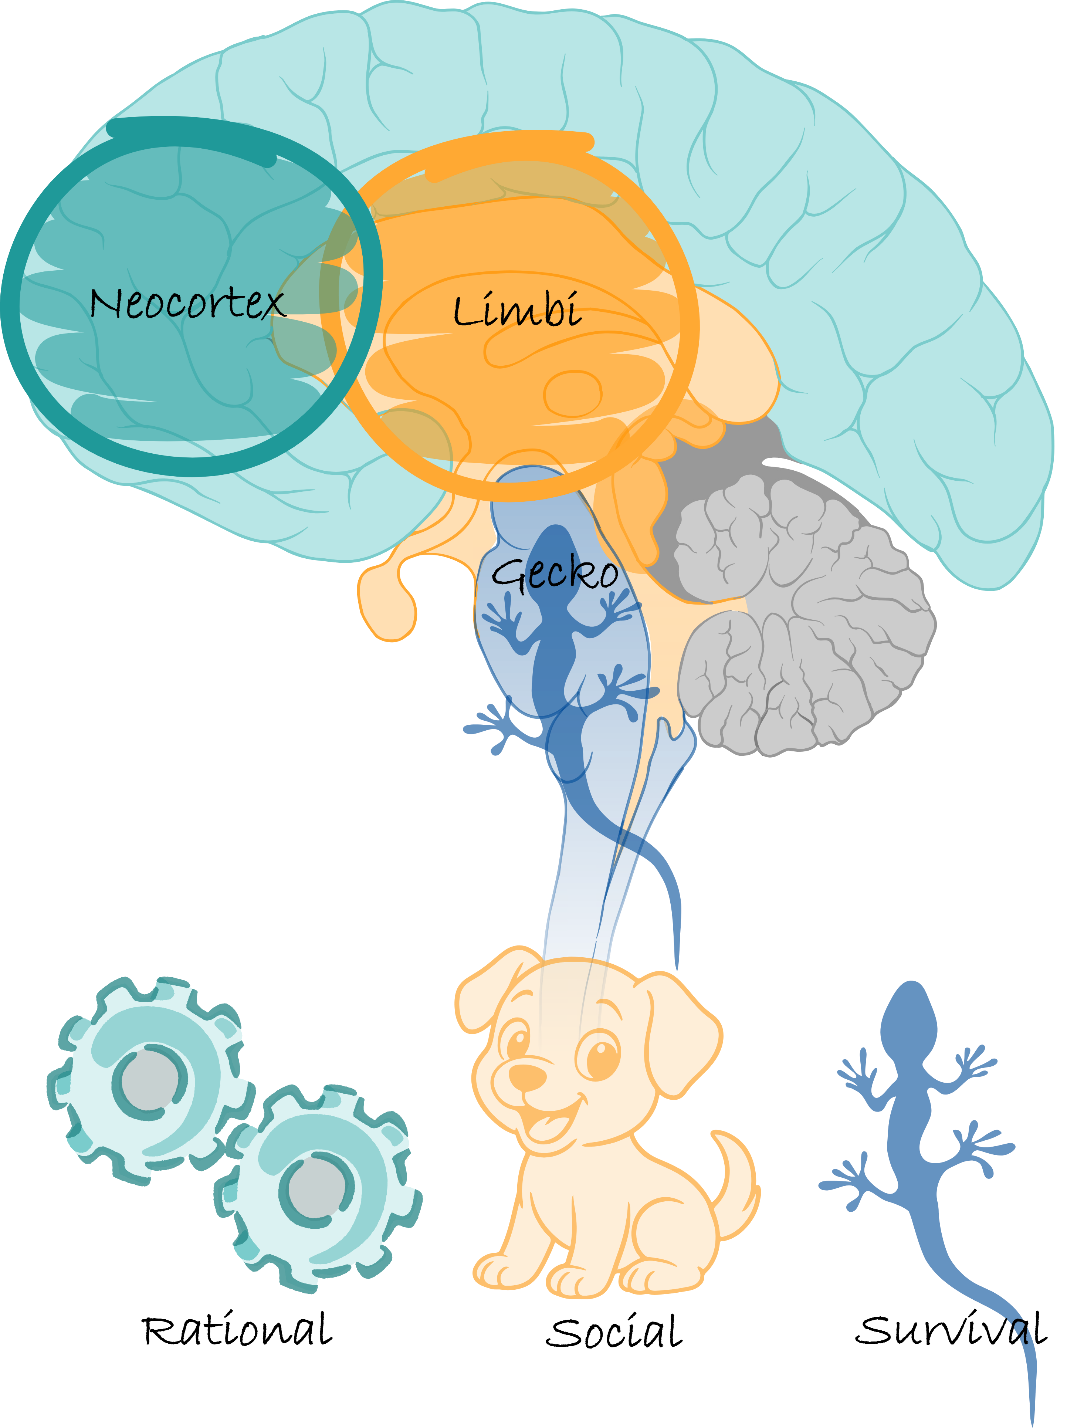 Neocortex
Limbi
Gecko
Rational
Social
Survival